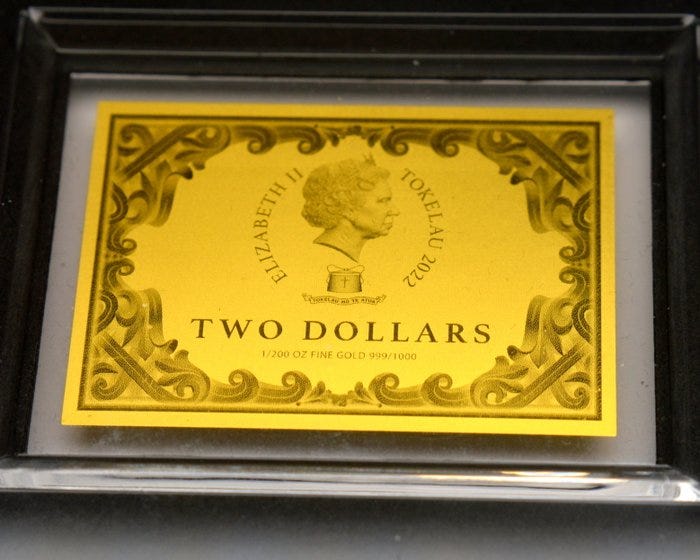 ELIZABETH II TOKELAU 2022
TOKELAU MO TE ATUA
TWO DOLLARS
1/200 OZ FINE GOLD 999/1000